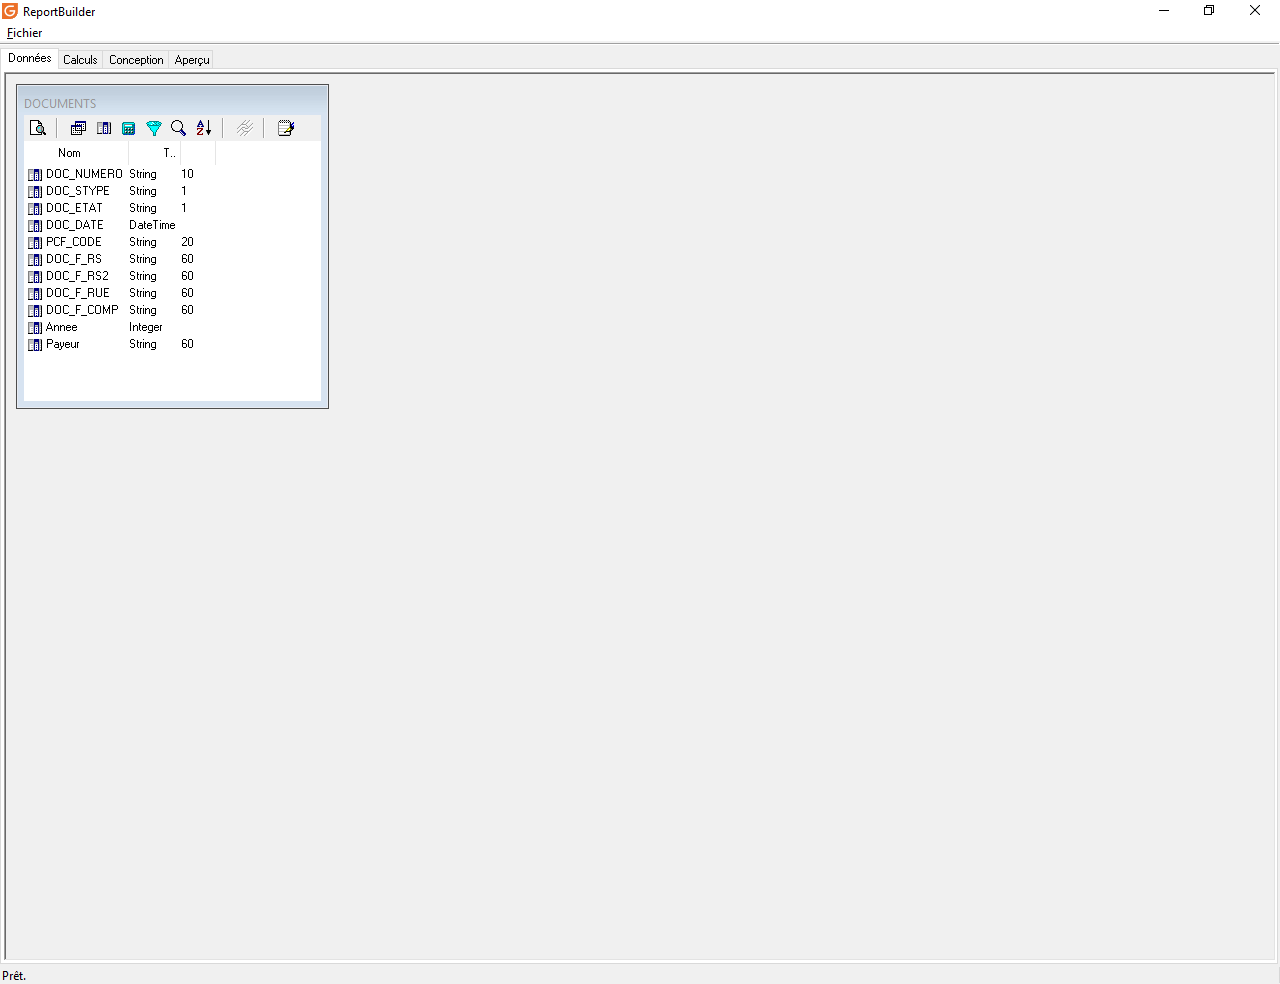 ReportBuilder
Fichier
Données Calculs Conception Aperçu
DOCUMENTS
Nom T..
DOC_NUMERO String 10
DOC_STYPE String 1
DOC_ETAT String 1
DOC_DATE DateTime
PCF_CODE String 20
DOC_F_RS String 60
DOC_F_RS2 String 60
DOC_F_RUE String 60
DOC_F_COMP String 60
Annee Integer
Payeur String 60
Prêt.